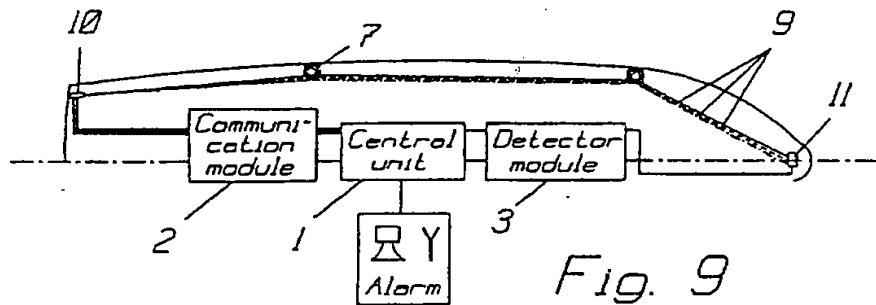 10
7
9
11
Communi-
cation
module
Central
unit
Detector
module
2
1
3
Alarm
Fig. 9